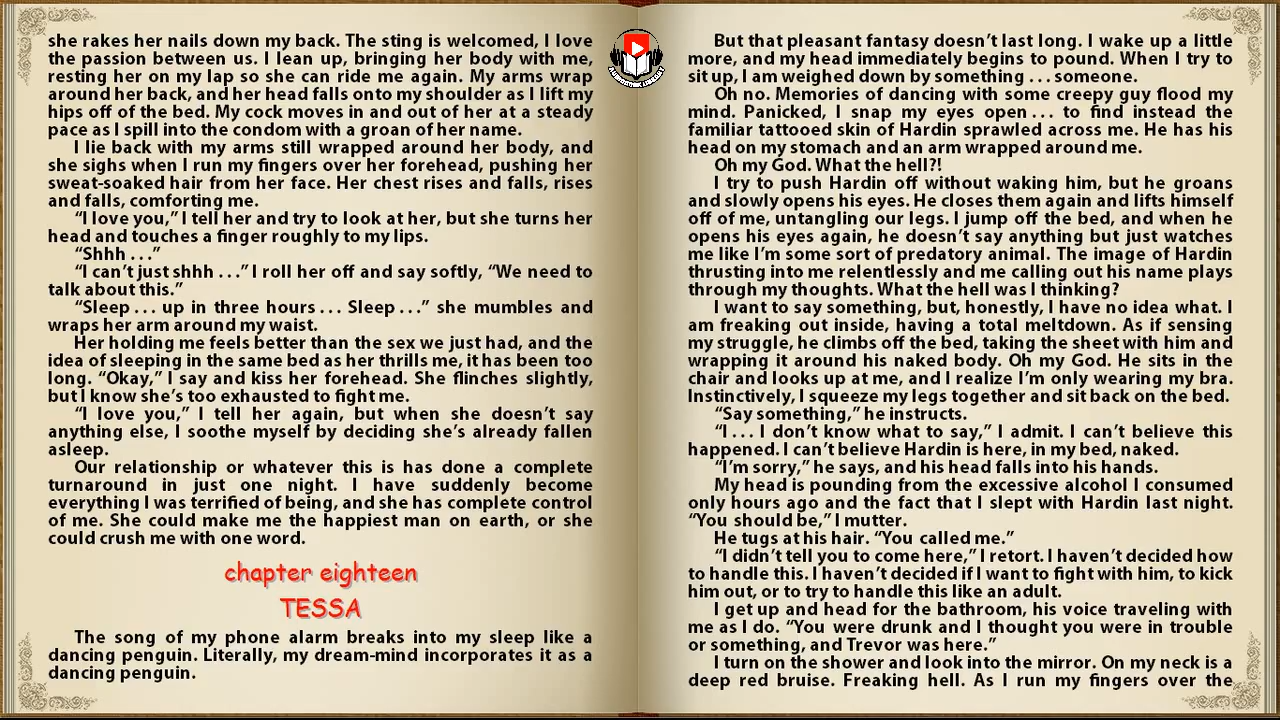 she rakes her nails down my back. The sting is welcomed, I love
the passion between us. I lean up, bringing her body with me,
resting her on my lap so she can ride me again. My arms wrap
around her back, and her head falls onto my shoulder as I lift my
hips off of the bed. My cock moves in and out of her at a steady
pace as I spill into the condom with a groan of her name.
I lie back with my arms still wrapped around her body, and
she sighs when I run my fingers over her forehead, pushing her
sweat-soaked hair from her face. Her chest rises and falls, rises
and falls, comforting me.
“I love you,” I tell her and try to look at her, but she turns her
head and touches a finger roughly to my lips.
“Shhh . . .”
“I can’t just shhh . . .” I roll her off and say softly, “We need to
talk about this.”
“Sleep . . . up in three hours . . . Sleep . . .” she mumbles and
wraps her arm around my waist.
Her holding me feels better than the sex we just had, and the
idea of sleeping in the same bed as her thrills me, it has been too
long. “Okay,” I say and kiss her forehead. She flinches slightly,
but I know she’s too exhausted to fight me.
“I love you,” I tell her again, but when she doesn’t say
anything else, I soothe myself by deciding she’s already fallen
asleep.
Our relationship or whatever this is has done a complete
turnaround in just one night. I have suddenly become
everything I was terrified of being, and she has complete control
of me. She could make me the happiest man on earth, or she
could crush me with one word.
chapter eighteen
TESSA
The song of my phone alarm breaks into my sleep like a
dancing penguin. Literally, my dream-mind incorporates it as a
dancing penguin.
But that pleasant fantasy doesn’t last long. I wake up a little
more, and my head immediately begins to pound. When I try to
sit up, I am weighed down by something . . . someone.
Oh no. Memories of dancing with some creepy guy flood my
mind. Panicked, I snap my eyes open . . . to find instead the
familiar tattooed skin of Hardin sprawled across me. He has his
head on my stomach and an arm wrapped around me.
Oh my God. What the hell?!
I try to push Hardin off without waking him, but he groans
and slowly opens his eyes. He closes them again and lifts himself
off of me, untangling our legs. I jump off the bed, and when he
opens his eyes again, he doesn’t say anything but just watches
me like I’m some sort of predatory animal. The image of Hardin
thrusting into me relentlessly and me calling out his name plays
through my thoughts. What the hell was I thinking?
I want to say something, but, honestly, I have no idea what. I
am freaking out inside, having a total meltdown. As if sensing
my struggle, he climbs off the bed, taking the sheet with him and
wrapping it around his naked body. Oh my God. He sits in the
chair and looks up at me, and I realize I’m only wearing my bra.
Instinctively, I squeeze my legs together and sit back on the bed.
“Say something,” he instructs.
“I . . . I don’t know what to say,” I admit. I can’t believe this
happened. I can’t believe Hardin is here, in my bed, naked.
“I’m sorry,” he says, and his head falls into his hands.
My head is pounding from the excessive alcohol I consumed
only hours ago and the fact that I slept with Hardin last night.
“You should be,” I mutter.
He tugs at his hair. “You called me.”
“I didn’t tell you to come here,” I retort. I haven’t decided how
to handle this. I haven’t decided if I want to fight with him, to kick
him out, or to try to handle this like an adult.
I get up and head for the bathroom, his voice traveling with
me as I do. “You were drunk and I thought you were in trouble
or something, and Trevor was here.”
I turn on the shower and look into the mirror. On my neck is a
deep red bruise. Freaking hell. As I run my fingers over the